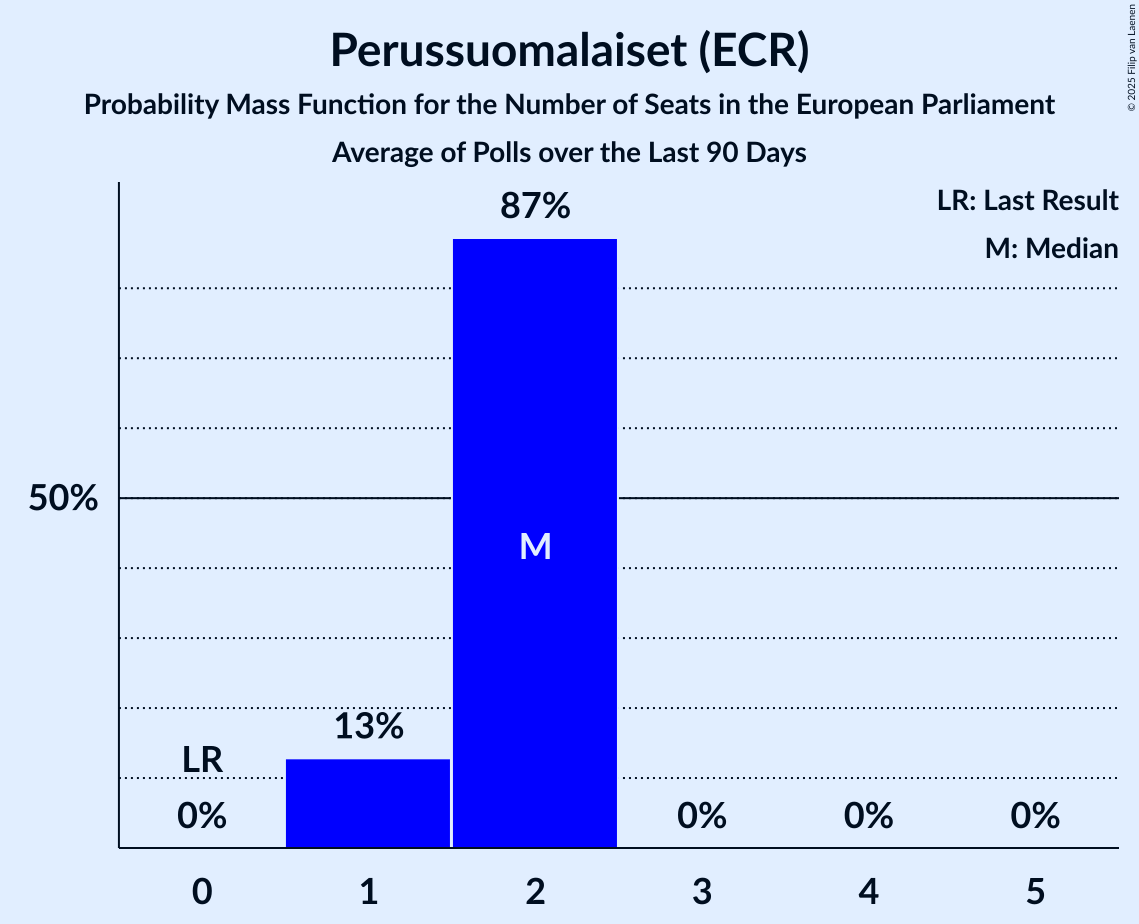 Perussuomalaiset (ECR)
Probability Mass Function for the Number of Seats in the European Parliament
Average of Polls over the Last 90 Days
© 2025 Filip van Laenen
LR: Last Result
M: Median
87%
50%
M
13%
LR
0%
0%
0%
0%
0
1
2
3
4
5